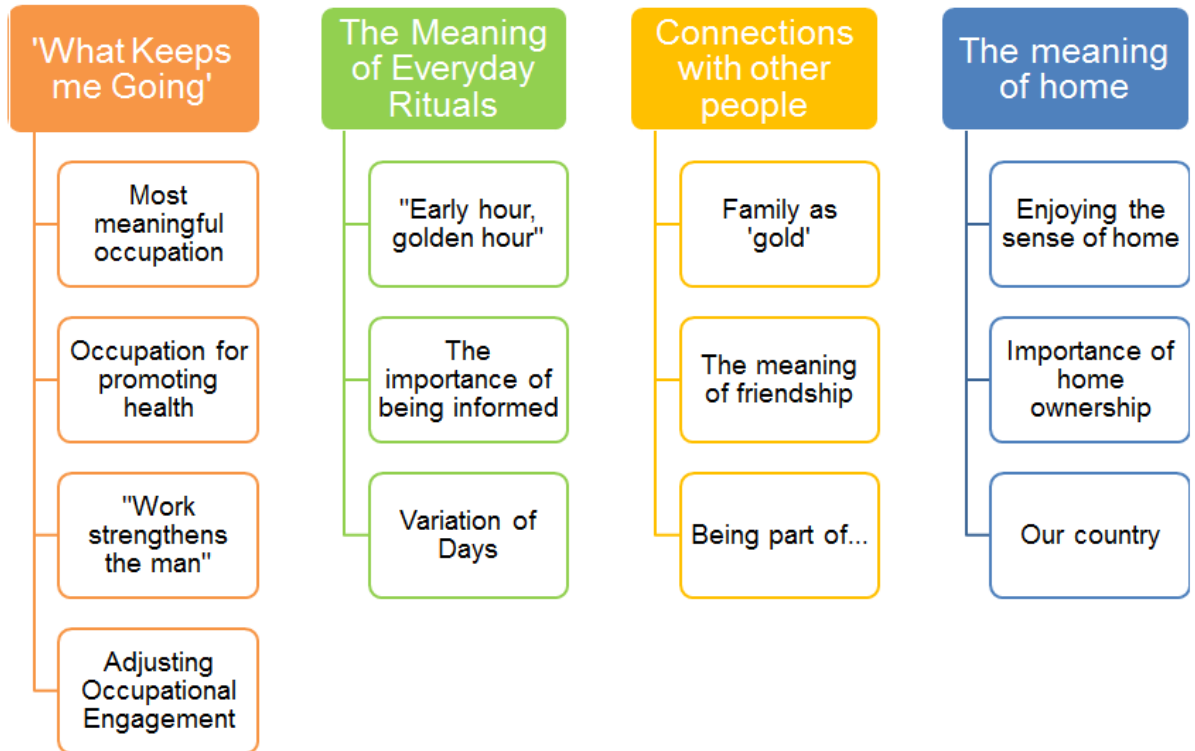 'What Keeps
me Going'
Most
meaningful
occupation
Occupation for
promoting
health
"Work
strengthens
the man"
Adjusting
Occupational
Engagement
The Meaning
of Everyday
Rituals
"Early hour,
golden hour"
The
importance of
being informed
Variation of
Days
Connections
with other
people
Family as
'gold'
The meaning
of friendship
Being part of...
The meaning
of home
Enjoying the
sense of home
Importance of
home
ownership
Our country